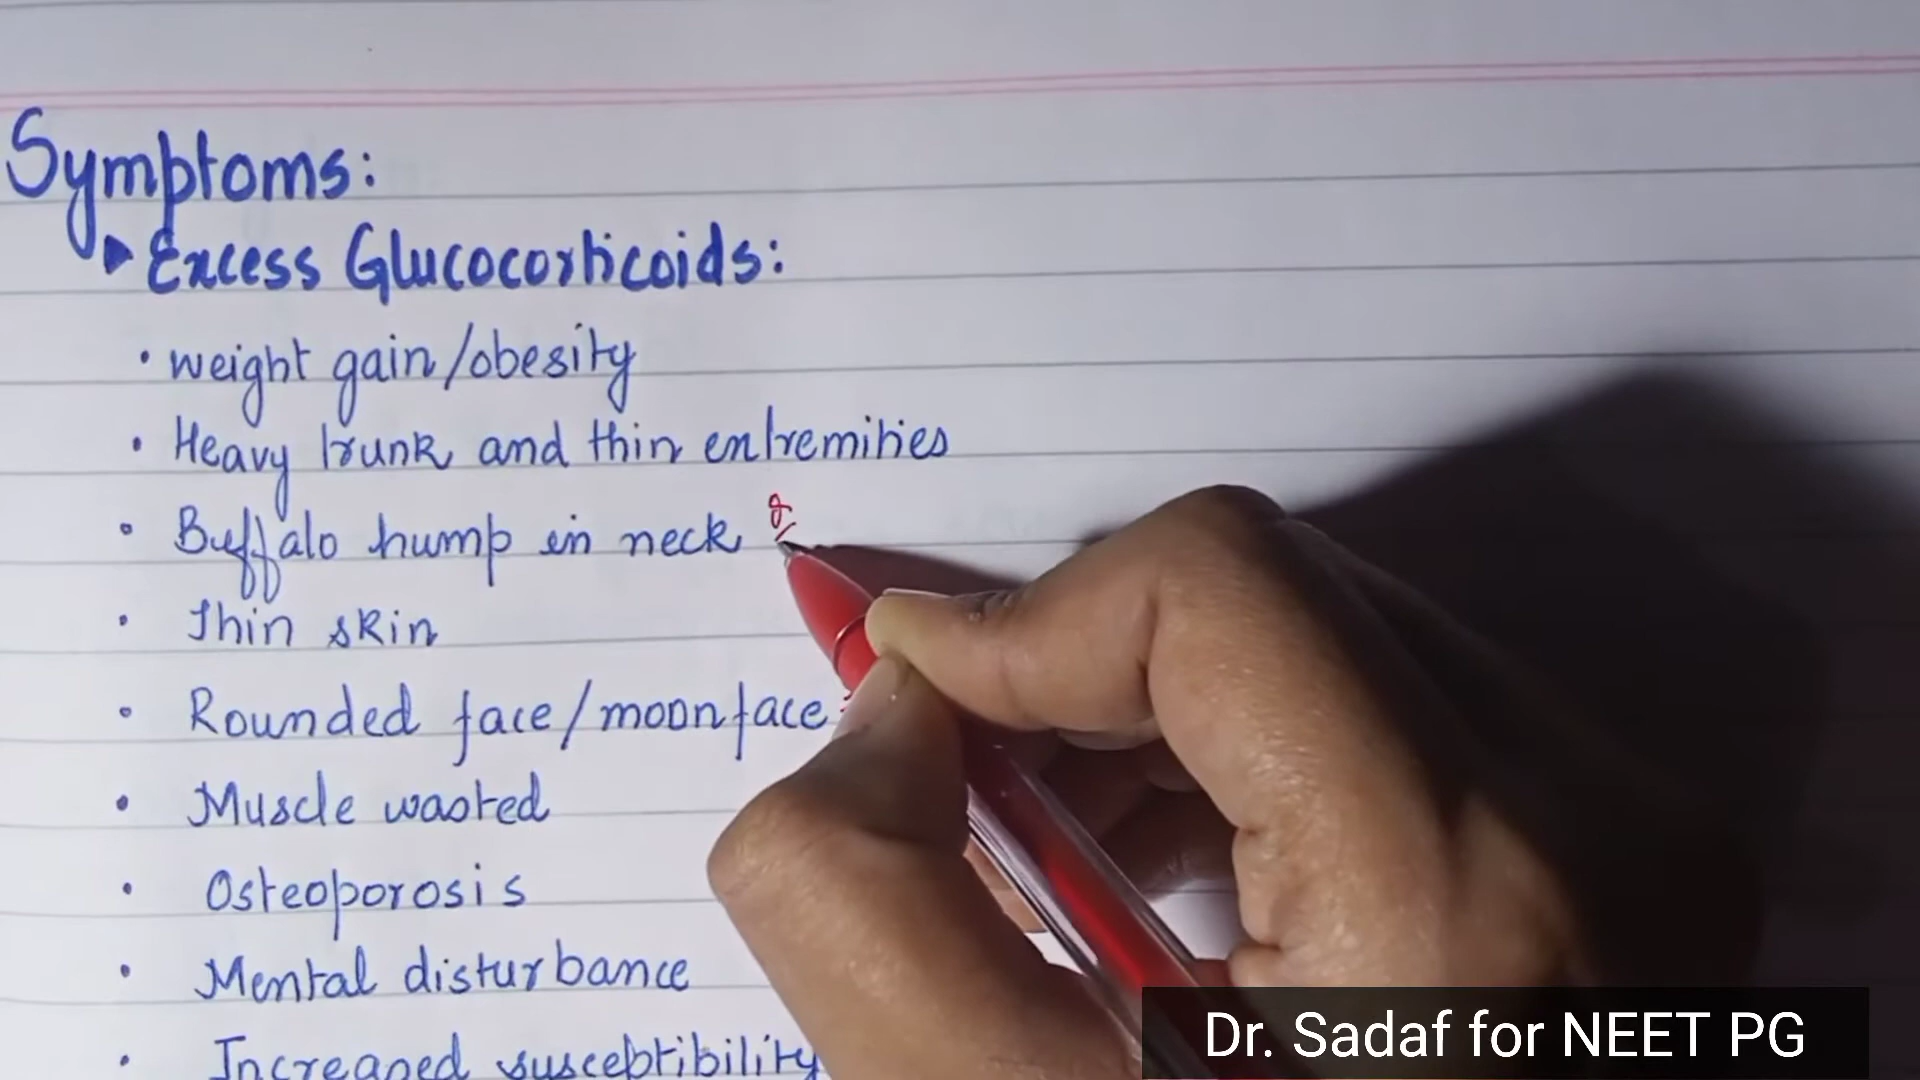 Symptoms:
Excess Glucocorticoids:
• weight gain/obesity
• Heavy trunk and thin extremities
• Buffalo hump in neck
• Thin skin
• Rounded face/moonface
• Muscle wasted
• Osteoporosis
• Mental disturbance
• Increased susceptibility
Dr. Sadaf for NEET PG